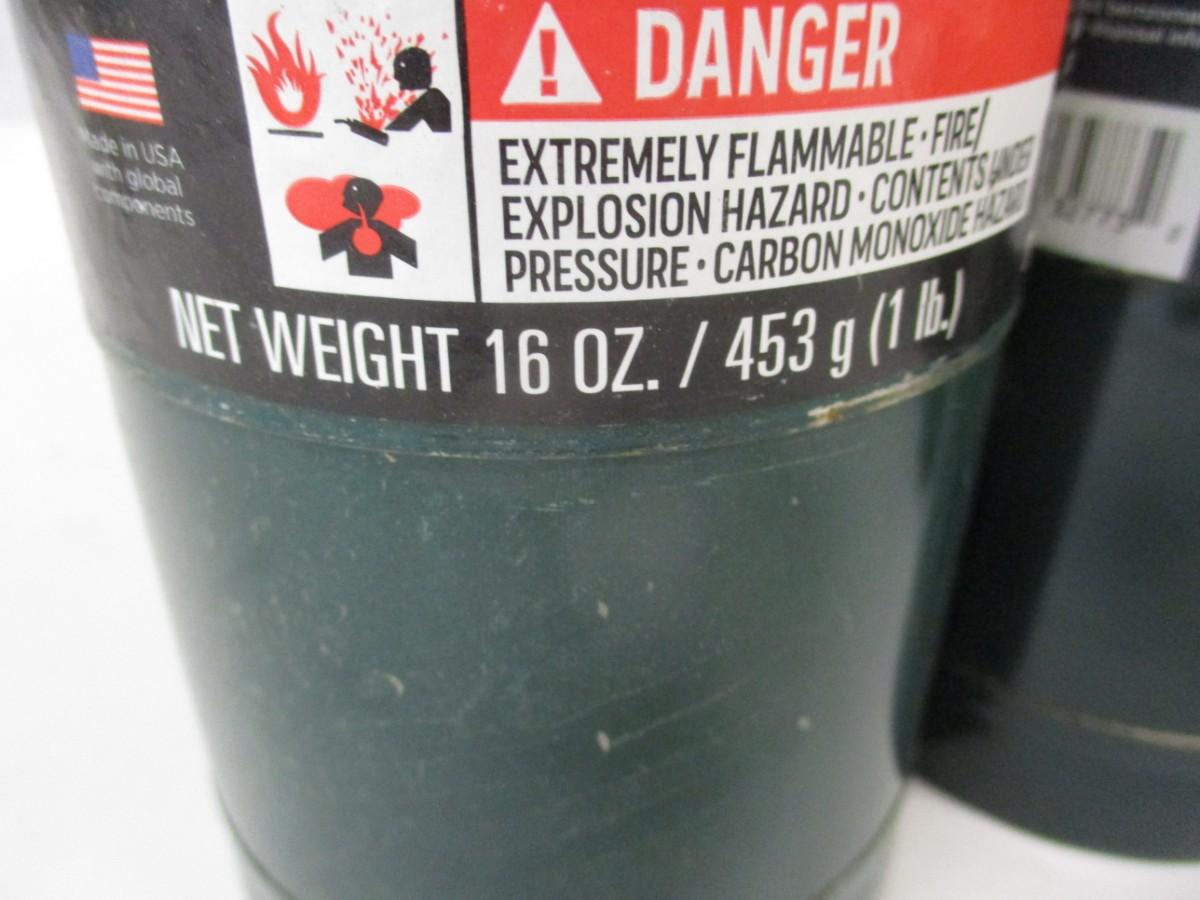 DANGER
EXTREMELY FLAMMABLE • FIRE/
EXPLOSION HAZARD • CONTENTS UNDER
PRESSURE • CARBON MONOXIDE HAZARD
Made in USA
with global
components
NET WEIGHT 16 OZ. / 453 g (1 lb.)